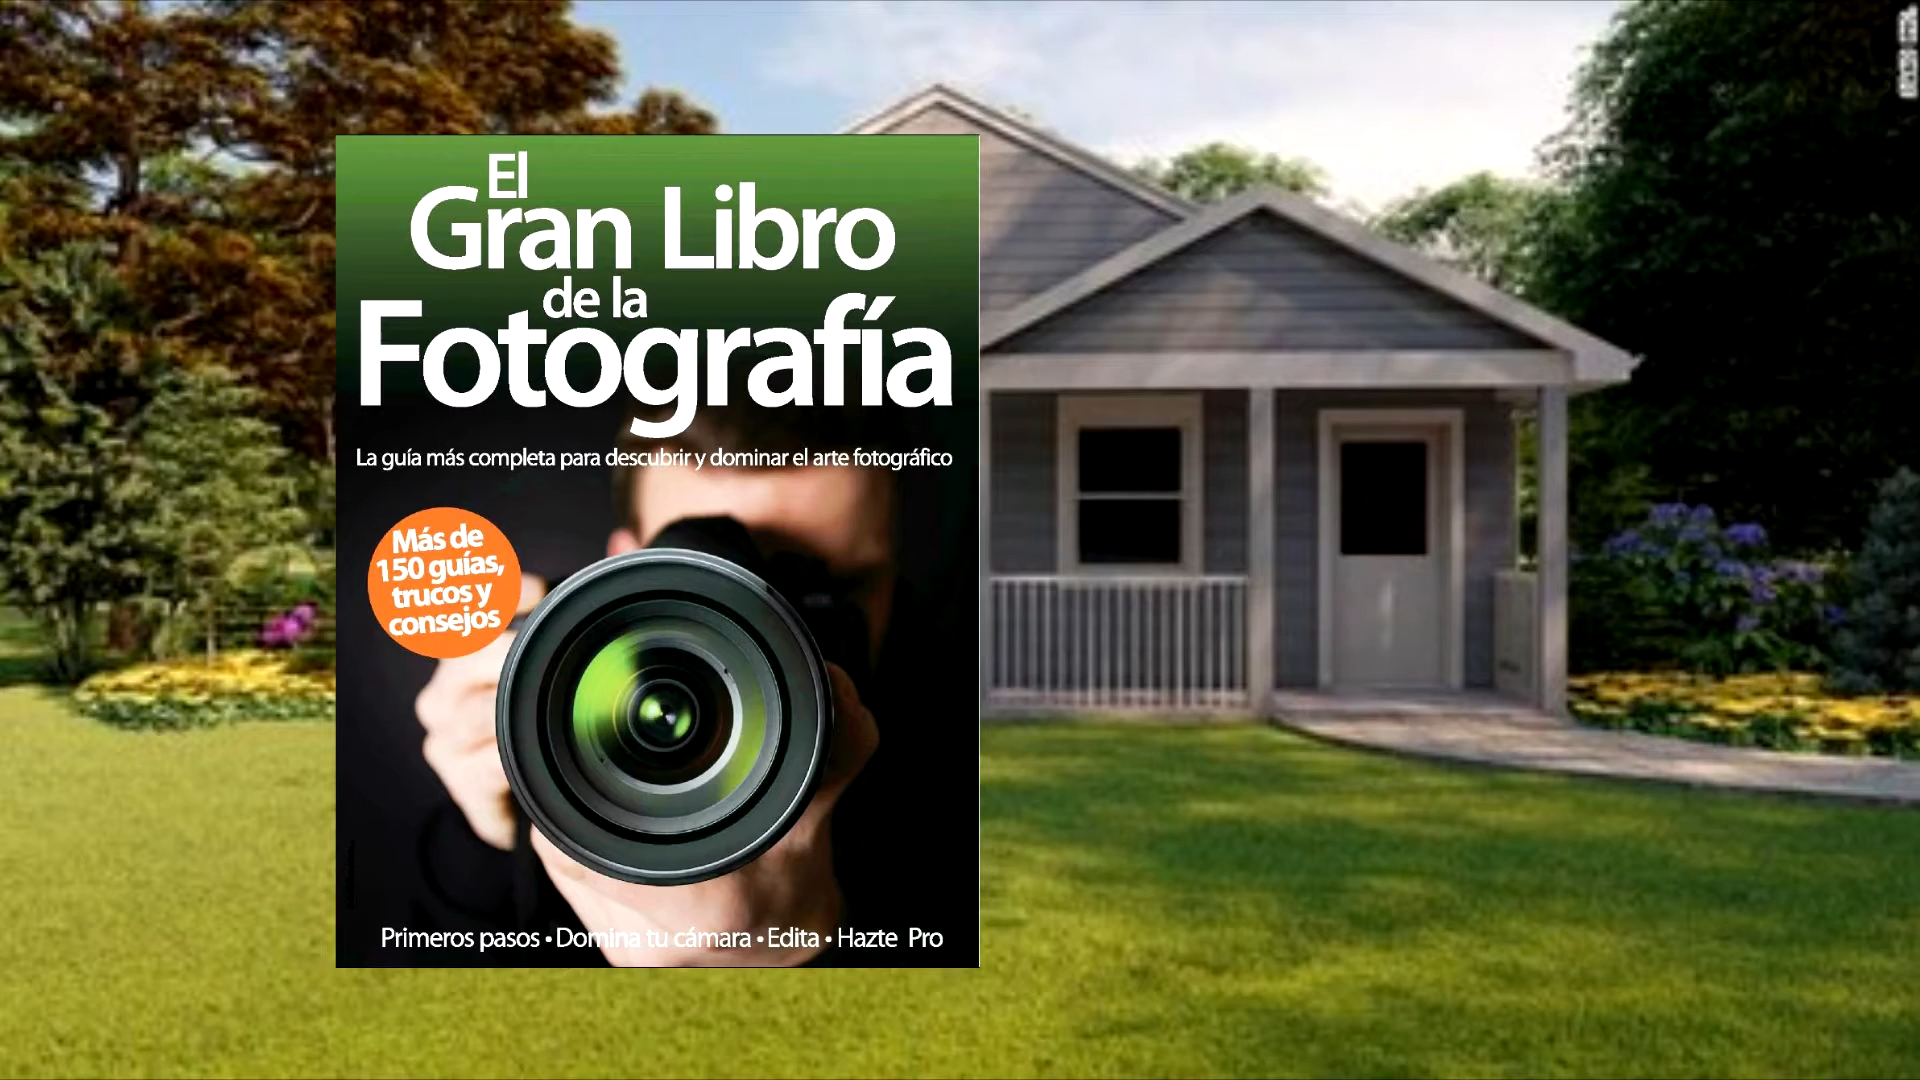 El
Gran Libro
de la
Fotografía
La guía más completa para descubrir y dominar el arte fotográfico
Más de
150 guías,
trucos y
consejos
Primeros pasos • Domina tu cámara • Edita • Hazte Pro